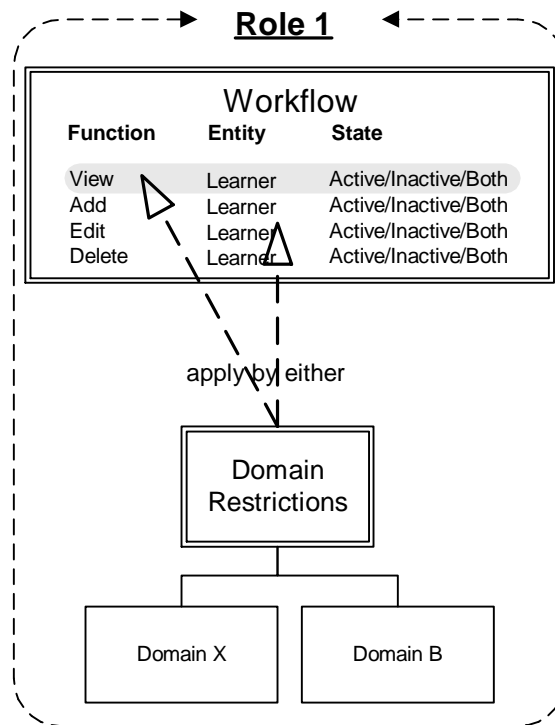 Role 1
Workflow
Function Entity State
View Learner Active/Inactive/Both
Add Learner Active/Inactive/Both
Edit Learner Active/Inactive/Both
Delete Learner Active/Inactive/Both
apply by either
Domain
Restrictions
Domain X Domain B